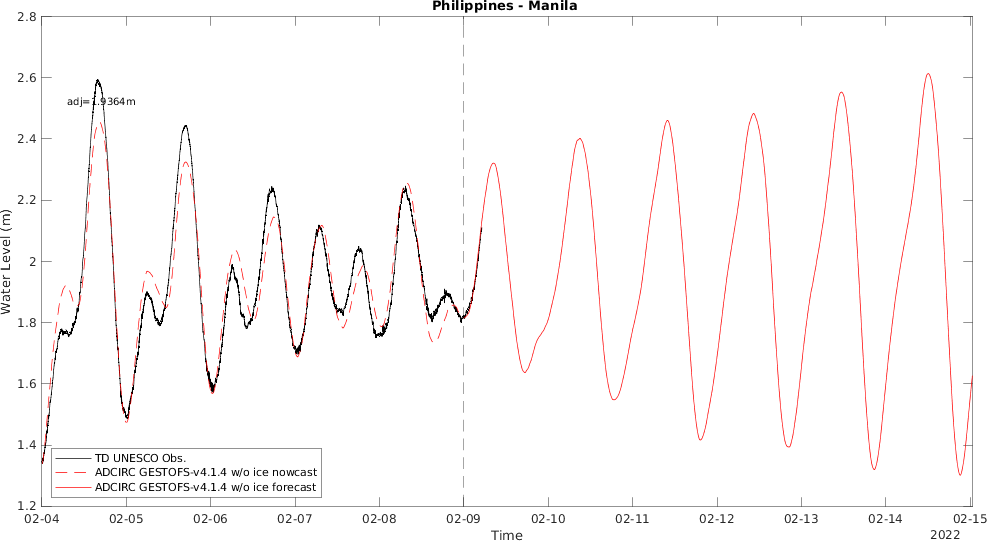 Philippines - Manila
2.8
2.6
adj=1.9364m
2.4
2.2
2
1.8
1.6
1.4
1.2
Water Level (m)
TD UNESCO Obs.
ADCIRC GESTOFS-v4.1.4 w/o ice nowcast
ADCIRC GESTOFS-v4.1.4 w/o ice forecast
02-04 02-05 02-06 02-07 02-08 02-09 02-10 02-11 02-12 02-13 02-14 02-15
Time
2022